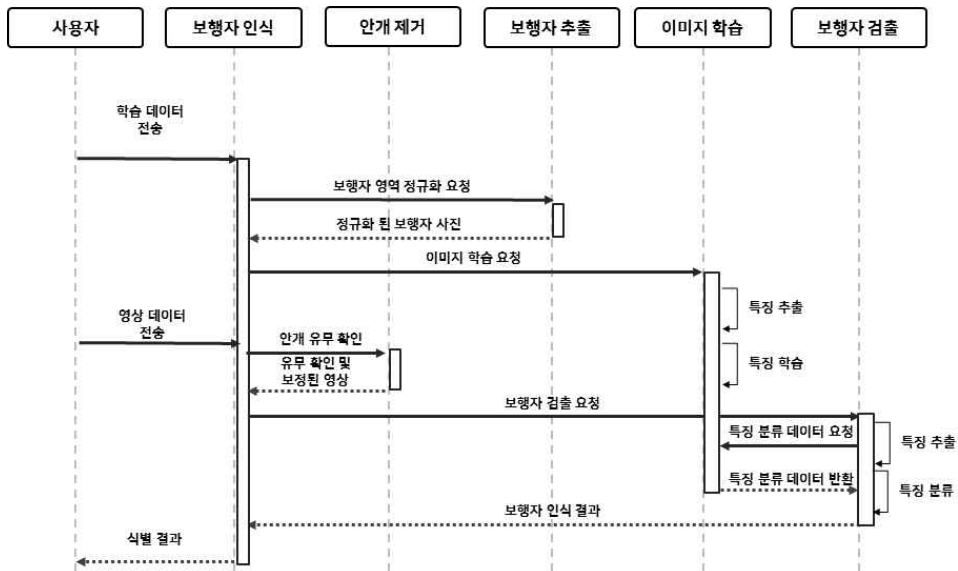 사용자
보행자 인식
안개 제거
보행자 추출
이미지 학습
보행자 검출
학습 데이터
전송
보행자 영역 정규화 요청
정규화 된 보행자 사진
이미지 학습 요청
특징 추출
영상 데이터
전송
안개 유무 확인
유무 확인 및
보정된 영상
특징 학습
보행자 검출 요청
특징 분류 데이터 요청
특징 추출
특징 분류 데이터 반환
특징 분류
보행자 인식 결과
식별 결과